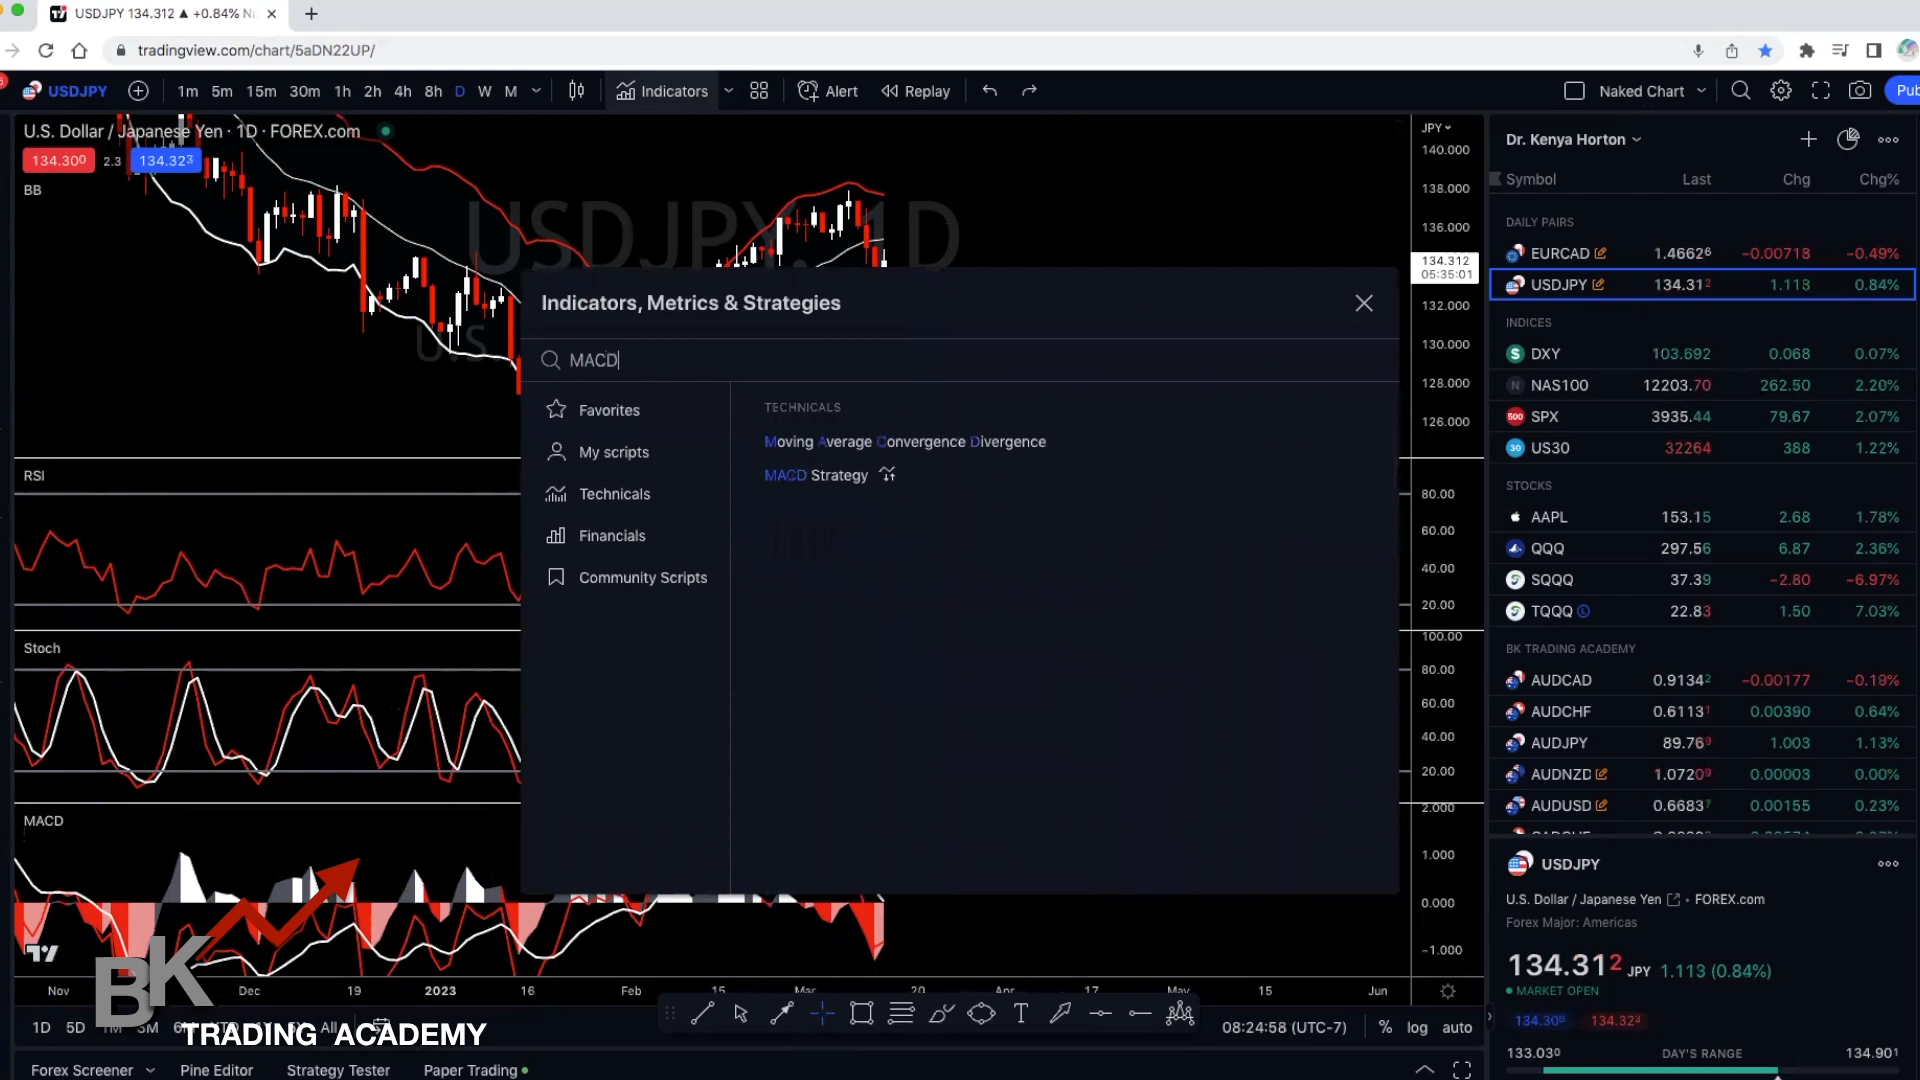 USDJPY 134.312 ▲ +0.84% N
tradingview.com/chart/5aDN22UP/
USDJPY 1m 5m 15m 30m 1h 2h 4h 8h D W M Indicators Alert Replay Naked Chart Pub
U.S. Dollar / Japanese Yen · 1D · FOREX.com
134.300 2.3 134.323
BB
USDJPY, 1D
U.S.
JPY
140.000
138.000
136.000
134.312
05:35:01
132.000
130.000
128.000
126.000
Indicators, Metrics & Strategies
MACD
Favorites
My scripts
Technicals
Financials
Community Scripts
TECHNICALS
Moving Average Convergence Divergence
MACD Strategy
RSI
80.00
60.00
40.00
20.00
Stoch
100.00
80.00
60.00
40.00
20.00
MACD
2.000
1.000
0.000
−1.000
Nov Dec 19 2023 16 Feb 15 Mar 20 Apr 17 May 15 Jun
1D 5D 1M 3M 6M YTD All
BK
TRADING ACADEMY
08:24:58 (UTC-7) % log auto
Forex Screener Pine Editor Strategy Tester Paper Trading
Dr. Kenya Horton
Symbol Last Chg Chg%
DAILY PAIRS
EURCAD 1.46626 −0.00718 −0.49%
USDJPY 134.312 1.113 0.84%
INDICES
DXY 103.692 0.068 0.07%
NAS100 12203.70 262.50 2.20%
SPX 3935.44 79.67 2.07%
US30 32264 388 1.22%
STOCKS
AAPL 153.15 2.68 1.78%
QQQ 297.56 6.87 2.36%
SQQQ 37.39 −2.80 −6.97%
TQQQ 22.83 1.50 7.03%
BK TRADING ACADEMY
AUDCAD 0.91342 −0.00177 −0.19%
AUDCHF 0.61131 0.00390 0.64%
AUDJPY 89.769 1.003 1.13%
AUDNZD 1.07209 0.00003 0.00%
AUDUSD 0.66837 0.00155 0.23%
USDJPY
U.S. Dollar / Japanese Yen • FOREX.com
Forex Major: Americas
134.312 JPY 1.113 (0.84%)
MARKET OPEN
134.309 134.323
133.030 DAY'S RANGE 134.901